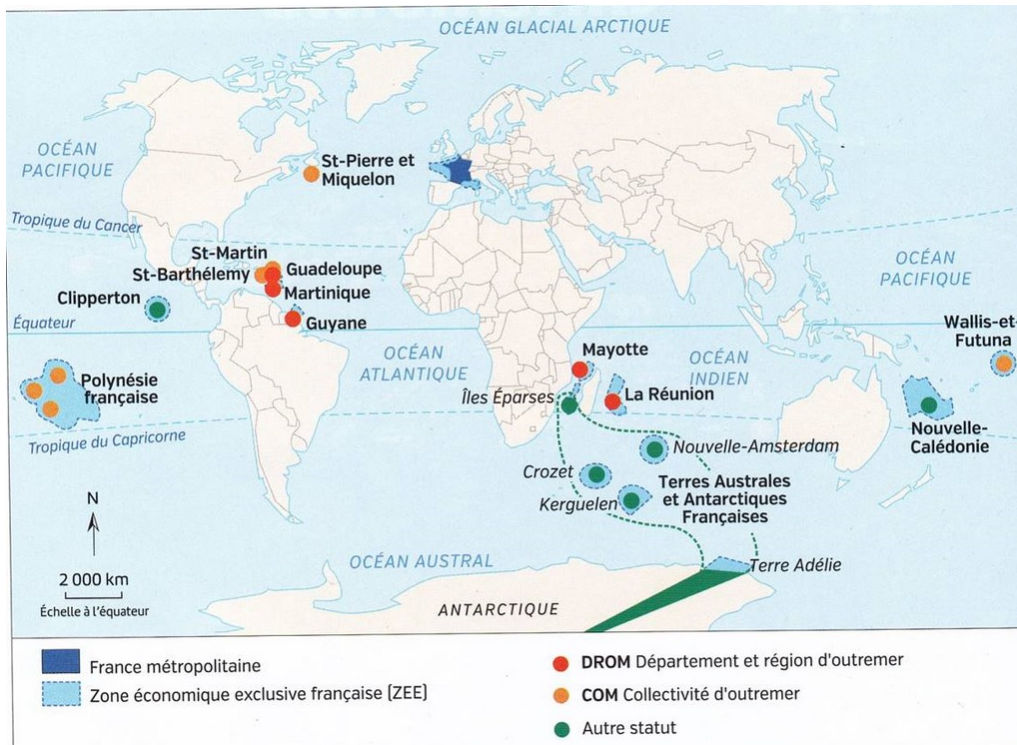 OCÉAN GLACIAL ARCTIQUE
OCÉAN
PACIFIQUE
St-Pierre et
Miquelon
Tropique du Cancer
St-Martin
St-Barthélemy
Guadeloupe
Martinique
Clipperton
Guyane
Équateur
OCÉAN
PACIFIQUE
Wallis-et-
Futuna
Mayotte
OCÉAN
ATLANTIQUE
OCÉAN
INDIEN
Polynésie
française
Îles Éparses
La Réunion
Nouvelle-
Calédonie
Tropique du Capricorne
Nouvelle-Amsterdam
Crozet
Kerguelen
Terres Australes
et Antarctiques
Françaises
N
2 000 km
Échelle à l'équateur
OCÉAN AUSTRAL
Terre Adélie
ANTARCTIQUE
France métropolitaine
Zone économique exclusive française (ZEE)
DROM Département et région d'outremer
COM Collectivité d'outremer
Autre statut